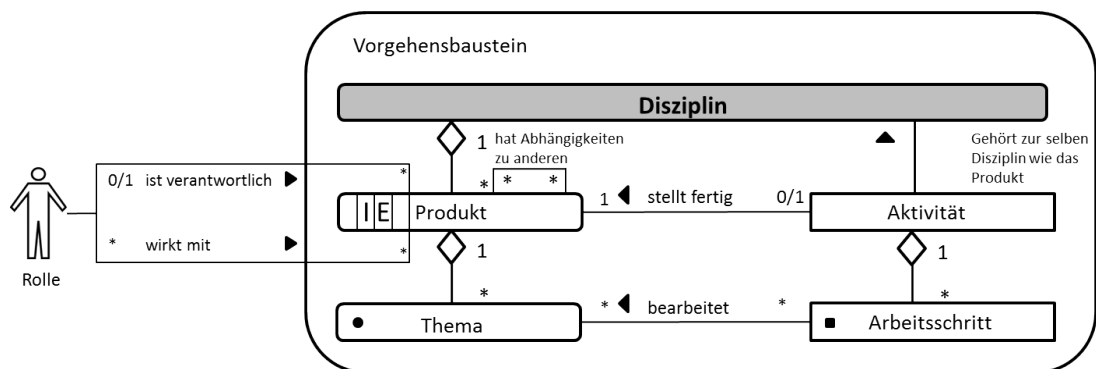 Vorgehensbaustein
Disziplin
1
hat Abhängigkeiten
zu anderen
Gehört zur selben
Disziplin wie das
Produkt
0/1 ist verantwortlich
*
*
* *
I E Produkt
1
stellt fertig
0/1
Aktivität
* wirkt mit
*
1
1
Rolle
*
*
Thema
*
bearbeitet
*
Arbeitsschritt